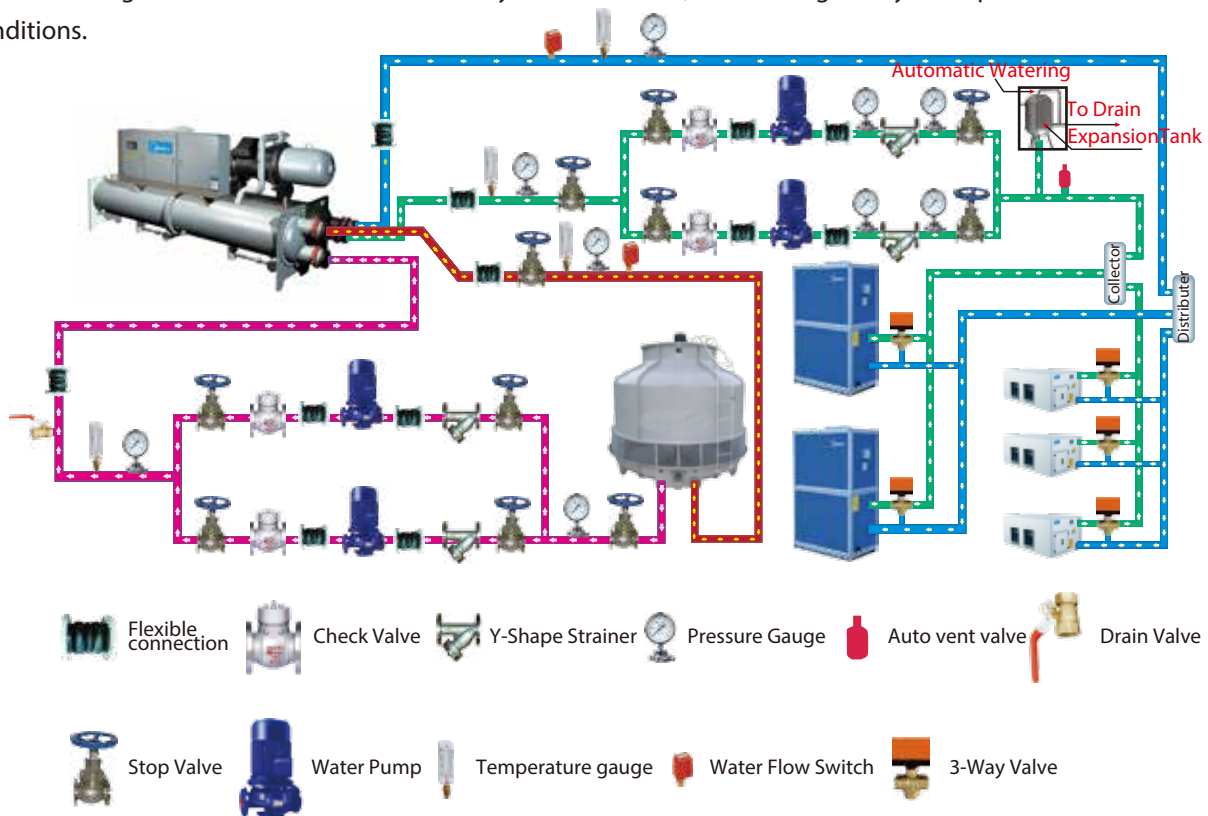 nditions.
Automatic Watering
To Drain
ExpansionTank
Collector
Distributer
Flexible
connection
Check Valve
Y-Shape Strainer
Pressure Gauge
Auto vent valve
Drain Valve
Stop Valve
Water Pump
Temperature gauge
Water Flow Switch
3-Way Valve